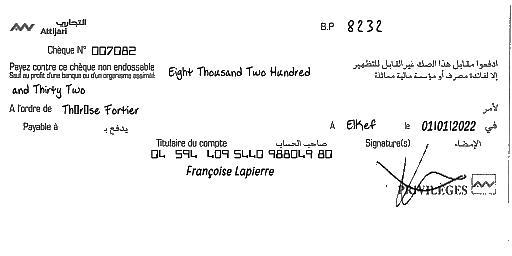 التجاري
Attijari
B.P 8232
Chèque N° 007082
Payez contre ce chèque non endossable
Sauf au profit d'une banque ou d'un organisme assimilé
Eight Thousand Two Hundred
ادفعوا مقابل هذا الصك غير القابل للتظهير
إلا لفائدة مصرف أو مؤسسة مالية مماثلة
and Thirty Two
A l'ordre de Th□r□se Fortier
لأمر
Payable à يدفع بـ
A ElKef le 01/01/2022 في
Titulaire du compte صاحب الحساب
Signature(s) الإمضاء
04 594 409 5440 988049 80
Françoise Lapierre
PRIVILÈGES